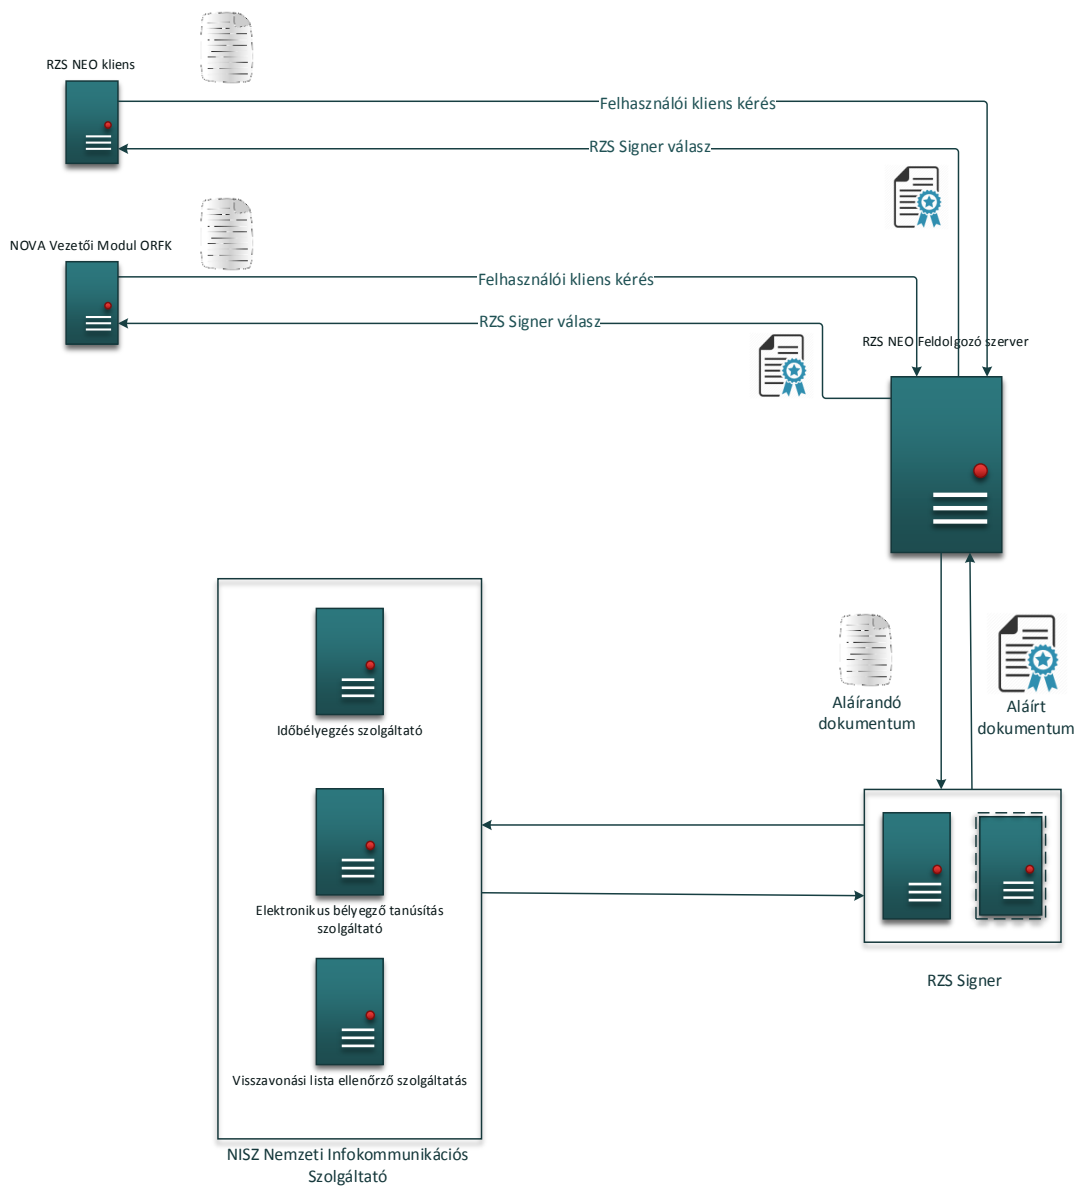 RZS NEO kliens
Felhasználói kliens kérés
RZS Signer válasz
NOVA Vezetői Modul ORFK
Felhasználói kliens kérés
RZS Signer válasz
RZS NEO Feldolgozó szerver
Aláírandó
dokumentum
Aláírt
dokumentum
Időbélyegzés szolgáltató
Elektronikus bélyegző tanúsítás
szolgáltató
RZS Signer
Visszavonási lista ellenőrző szolgáltatás
NISZ Nemzeti Infokommunikációs
Szolgáltató